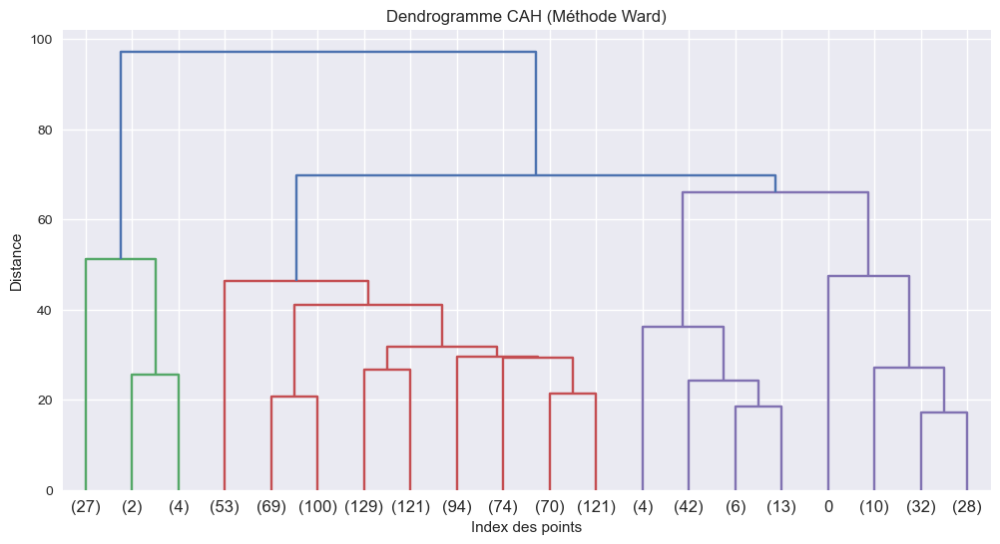 Dendrogramme CAH (Méthode Ward)
100
80
60
40
20
0
Distance
(27) (2) (4) (53) (69) (100) (129) (121) (94) (74) (70) (121) (4) (42) (6) (13) 0 (10) (32) (28)
Index des points